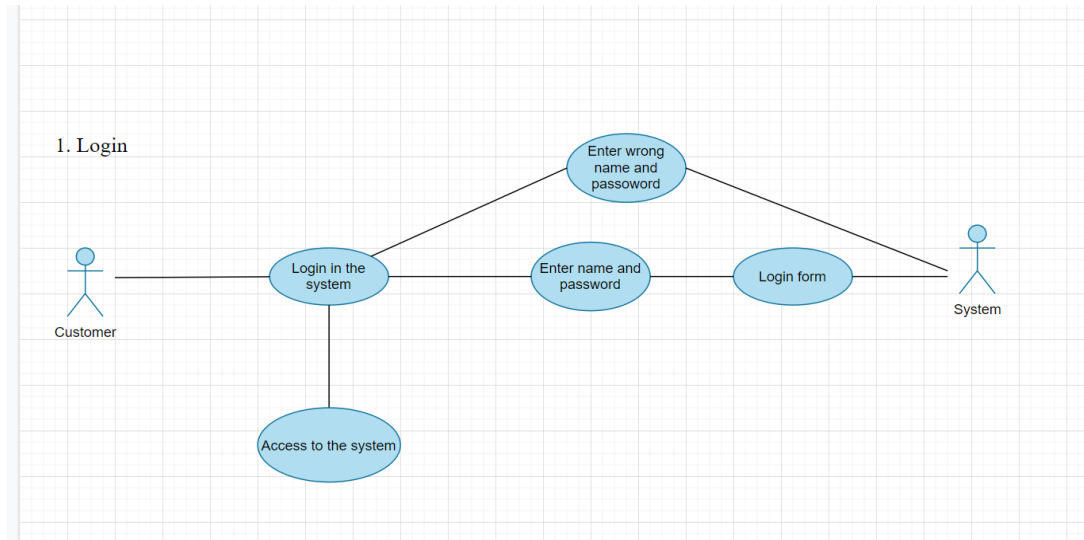 1. Login
Enter wrong
name and
passoword
Login in the
system
Enter name and
password
Login form
Customer
System
Access to the system